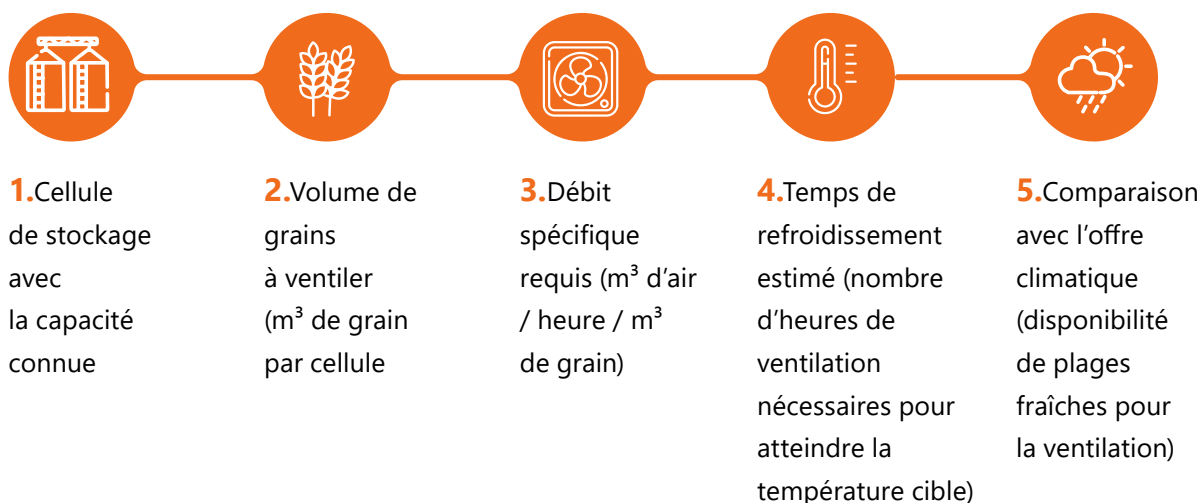 1.Cellule
de stockage
avec
la capacité
connue
2.Volume de
grains
à ventiler
(m³ de grain
par cellule
3.Débit
spécifique
requis (m³ d’air
/ heure / m³
de grain)
4.Temps de
refroidissement
estimé (nombre
d’heures de
ventilation
nécessaires pour
atteindre la
température cible)
5.Comparaison
avec l’offre
climatique
(disponibilité
de plages
fraîches pour
la ventilation)